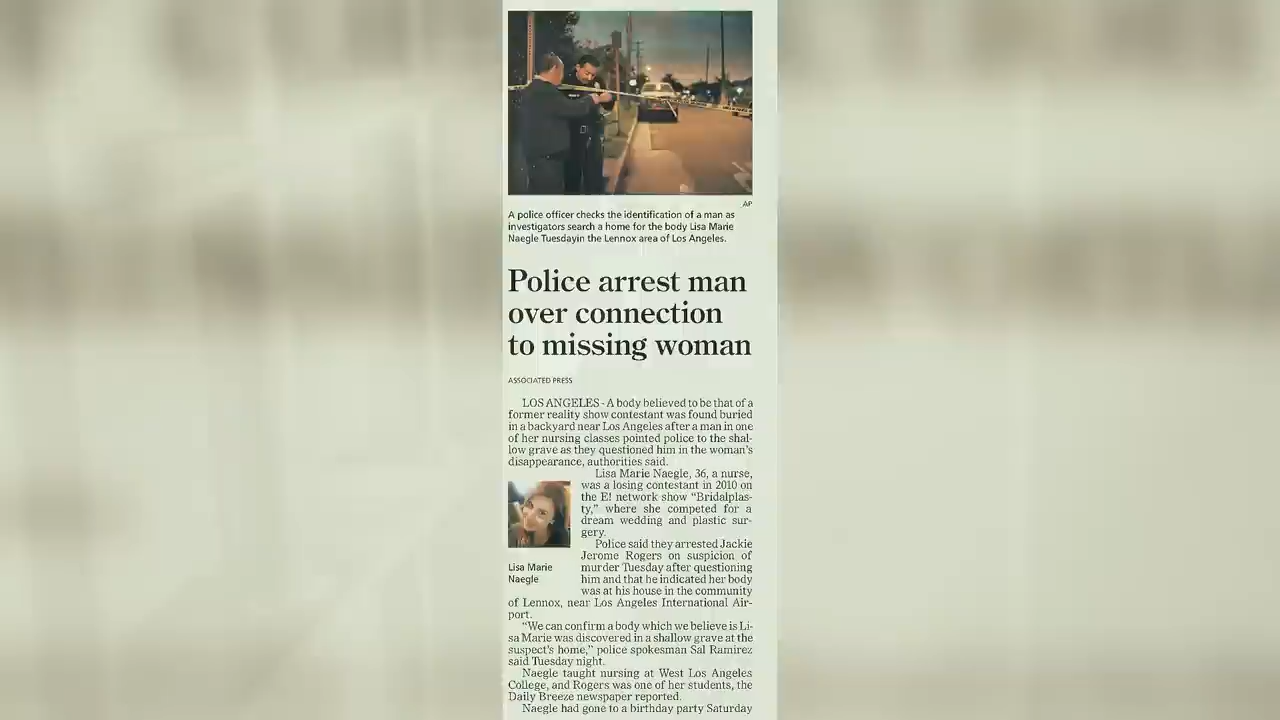 AP
A police officer checks the identification of a man as
investigators search a home for the body Lisa Marie
Naegle Tuesdayin the Lennox area of Los Angeles.
Police arrest man
over connection
to missing woman
ASSOCIATED PRESS
LOS ANGELES - A body believed to be that of a
former reality show contestant was found buried
in a backyard near Los Angeles after a man in one
of her nursing classes pointed police to the shal-
low grave as they questioned him in the woman's
disappearance, authorities said.
Lisa Marie Naegle, 36, a nurse,
was a losing contestant in 2010 on
the E! network show “Bridalplas-
ty,” where she competed for a
dream wedding and plastic sur-
gery.
Police said they arrested Jackie
Jerome Rogers on suspicion of
murder Tuesday after questioning
him and that he indicated her body
was at his house in the community
Lisa Marie
Naegle
of Lennox, near Los Angeles International Air-
port.
“We can confirm a body which we believe is Li-
sa Marie was discovered in a shallow grave at the
suspect's home,” police spokesman Sal Ramirez
said Tuesday night.
Naegle taught nursing at West Los Angeles
College, and Rogers was one of her students, the
Daily Breeze newspaper reported.
Naegle had gone to a birthday party Saturday